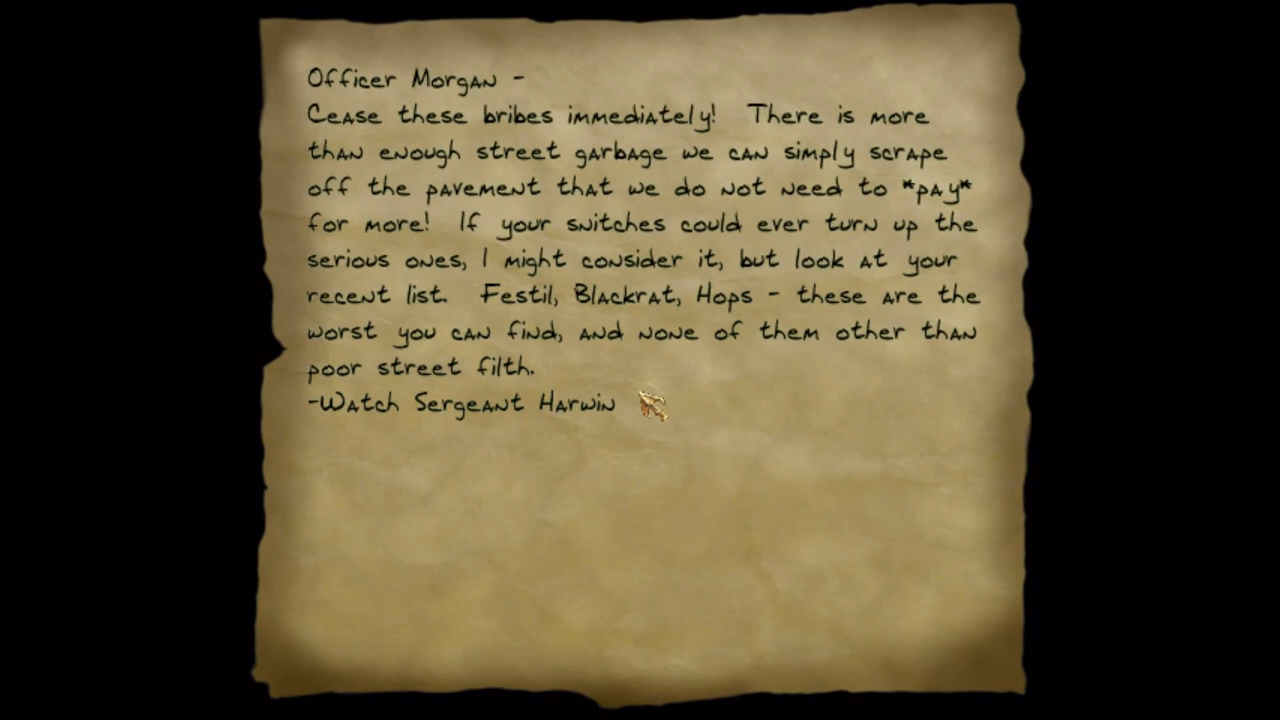 Officer Morgan -
Cease these bribes immediately!  There is more
than enough street garbage we can simply scrape
off the pavement that we do not need to *pay*
for more!  If your snitches could ever turn up the
serious ones, I might consider it, but look at your
recent list.  Festil, Blackrat, Hops - these are the
worst you can find, and none of them other than
poor street filth.
-Watch Sergeant Harwin